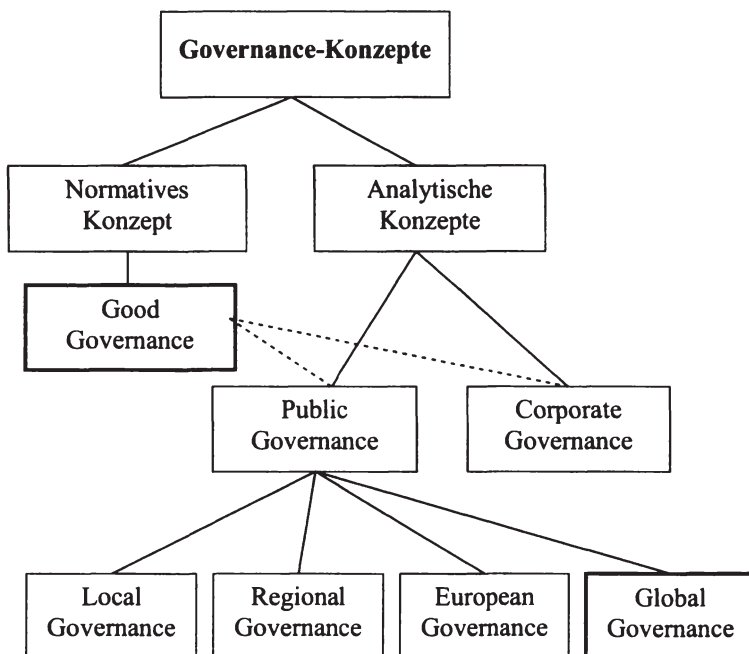 Governance-Konzepte
Normatives
Konzept
Analytische
Konzepte
Good
Governance
Public
Governance
Corporate
Governance
Local
Governance
Regional
Governance
European
Governance
Global
Governance